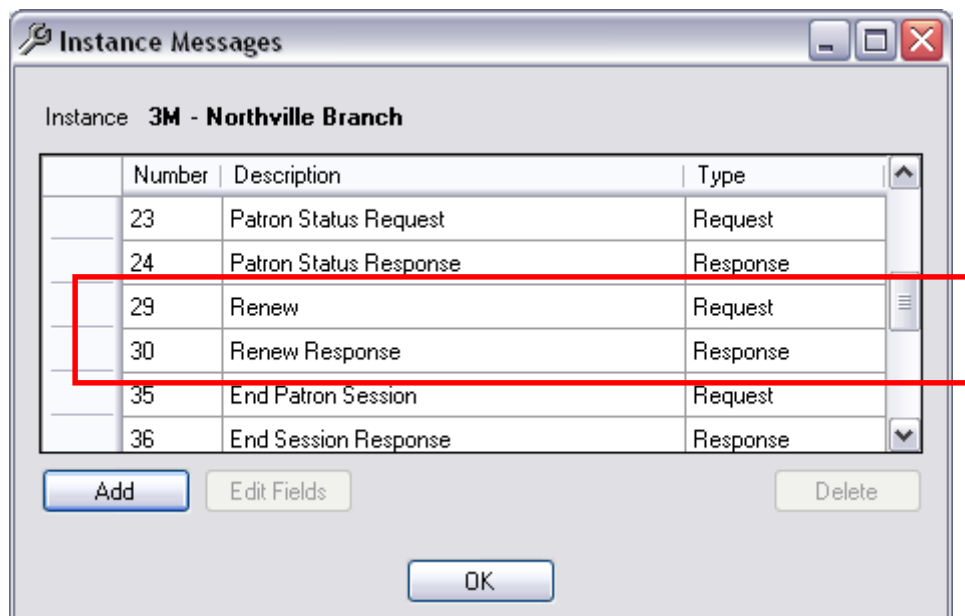 Instance Messages
Instance 3M - Northville Branch
Number Description Type
23 Patron Status Request Request
24 Patron Status Response Response
29 Renew Request
30 Renew Response Response
35 End Patron Session Request
36 End Session Response Response
Add Edit Fields Delete
OK